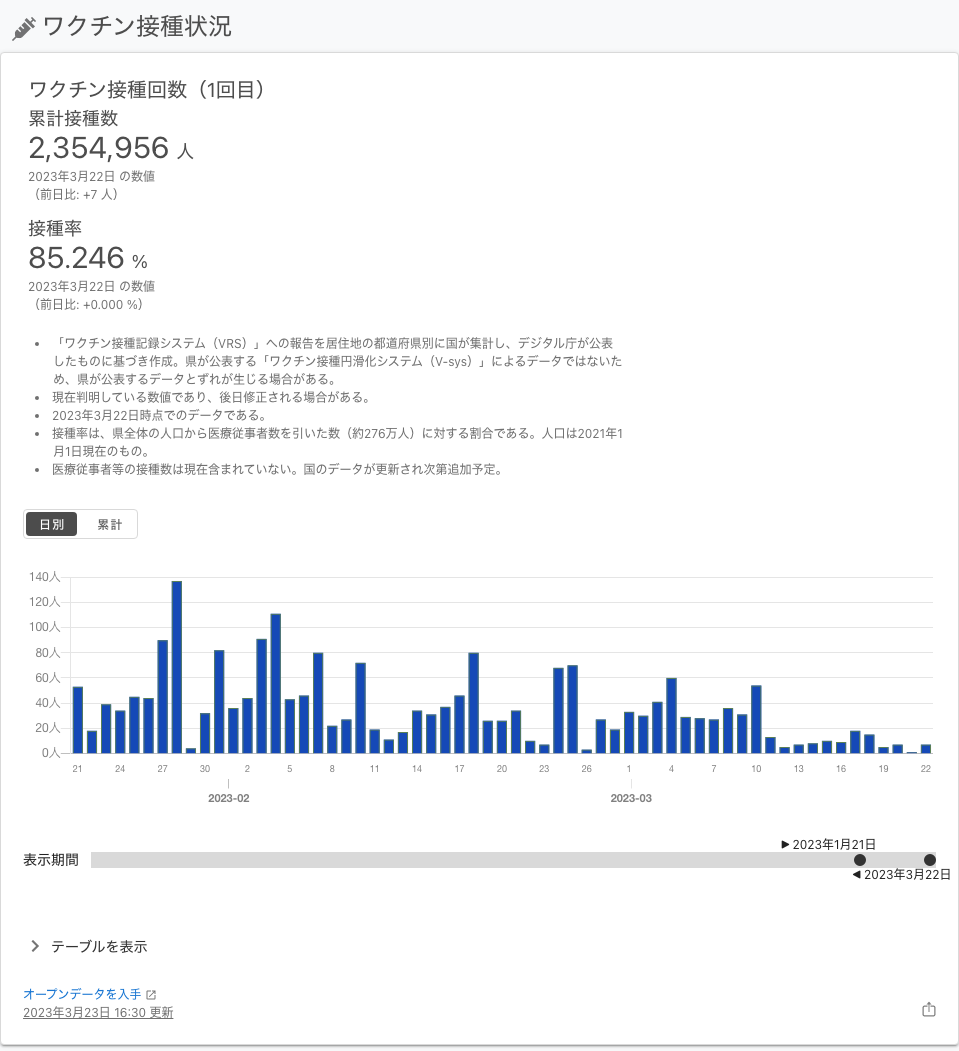 ワクチン接種状況
ワクチン接種回数（1回目）
累計接種数
2,354,956 人
2023年3月22日 の数値
（前日比: +7 人）
接種率
85.246 %
2023年3月22日 の数値
（前日比: +0.000 %）
• 「ワクチン接種記録システム（VRS）」への報告を居住地の都道府県別に国が集計し、デジタル庁が公表
したものに基づき作成。県が公表する「ワクチン接種円滑化システム（V-sys）」によるデータではないた
め、県が公表するデータとずれが生じる場合がある。
• 現在判明している数値であり、後日修正される場合がある。
• 2023年3月22日時点でのデータである。
• 接種率は、県全体の人口から医療従事者数を引いた数（約276万人）に対する割合である。人口は2021年1
月1日現在のもの。
• 医療従事者等の接種数は現在含まれていない。国のデータが更新され次第追加予定。
日別 累計
140人
120人
100人
80人
60人
40人
20人
0人
21 24 27 30 2 5 8 11 14 17 20 23 26 1 4 7 10 13 16 19 22
2023-02 2023-03
▶ 2023年1月21日
表示期間
◀ 2023年3月22日
テーブルを表示
オープンデータを入手
2023年3月23日 16:30 更新